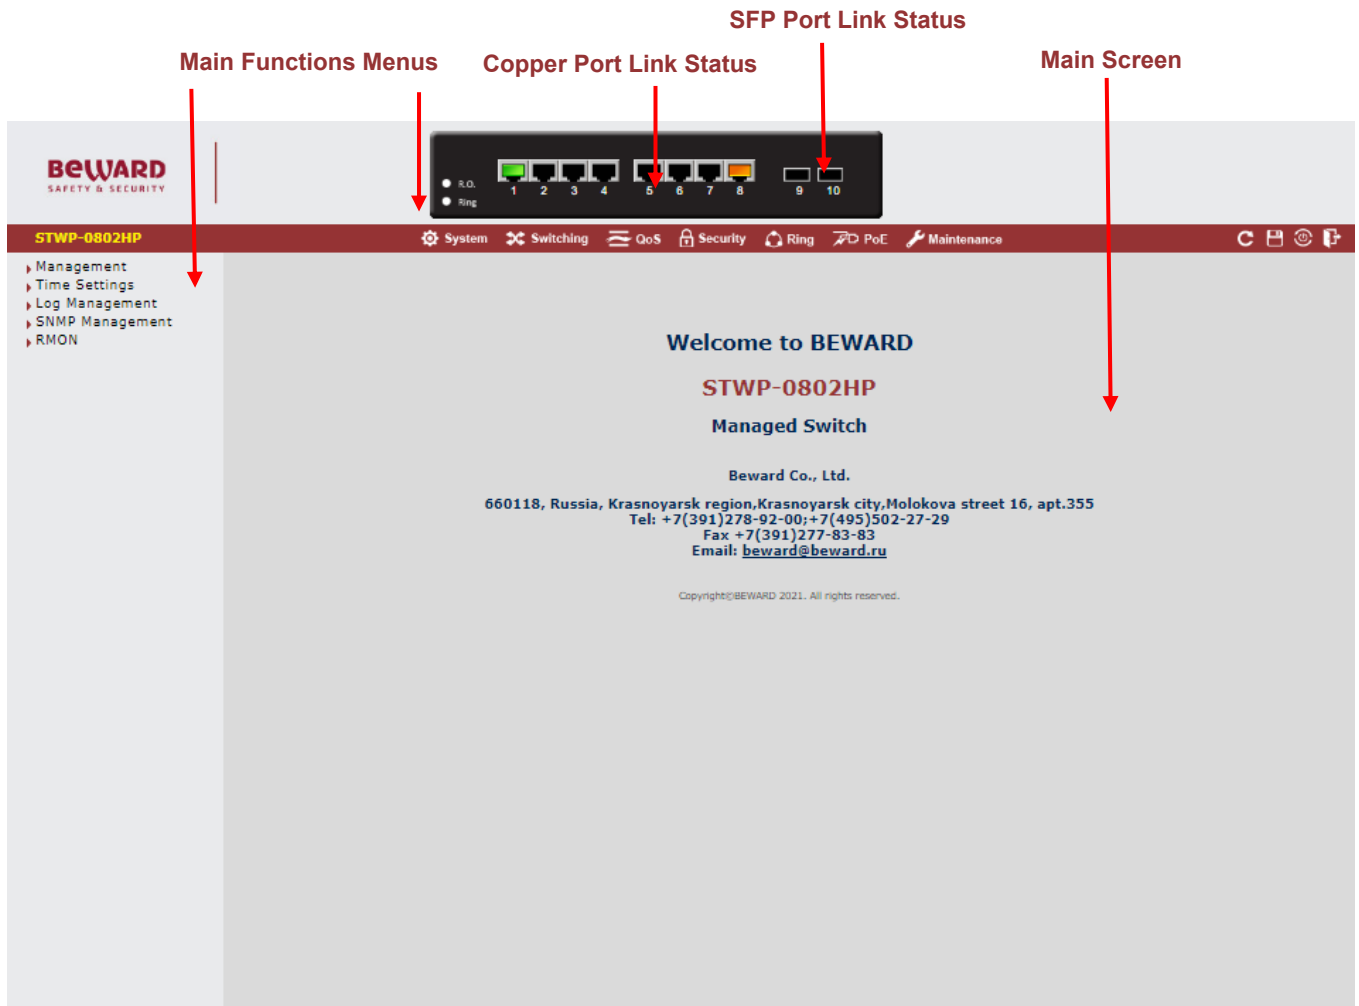 SFP Port Link Status
Main Functions Menus
Copper Port Link Status
Main Screen
BEWARD
SAFETY & SECURITY
R.O.
Ring
1 2 3 4 5 6 7 8 9 10
STWP-0802HP
System Switching QoS Security Ring PoE Maintenance
Management
Time Settings
Log Management
SNMP Management
RMON
Welcome to BEWARD
STWP-0802HP
Managed Switch
Beward Co., Ltd.
660118, Russia, Krasnoyarsk region,Krasnoyarsk city,Molokova street 16, apt.355
Tel: +7(391)278-92-00;+7(495)502-27-29
Fax +7(391)277-83-83
Email: beward@beward.ru
Copyright©BEWARD 2021. All rights reserved.